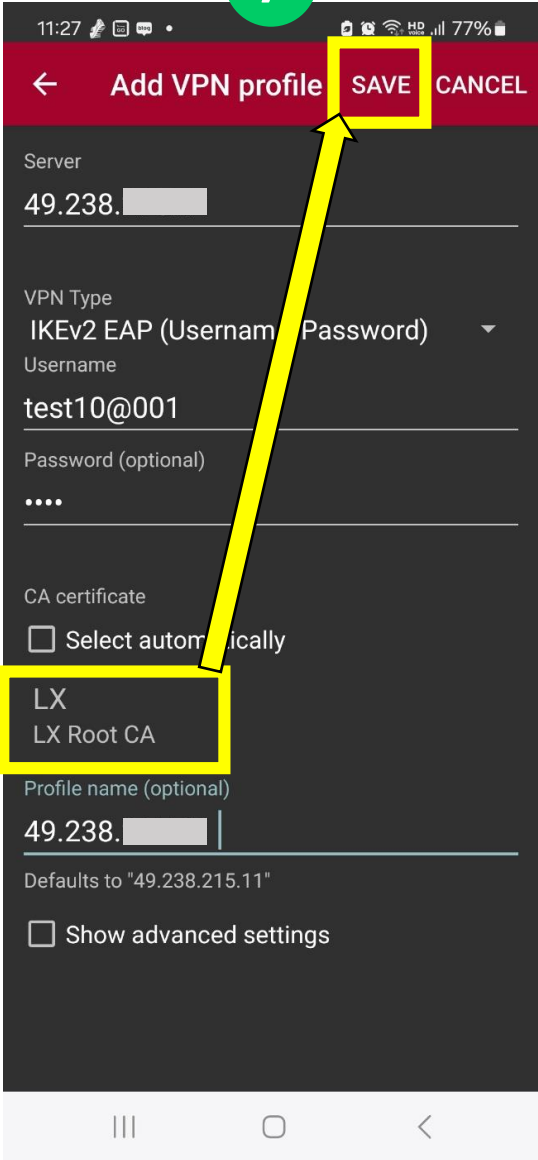 11:27 77%
HD
voice
Add VPN profile SAVE CANCEL
Server
49.238.
VPN Type
IKEv2 EAP (Usernam Password)
Username
test10@001
Password (optional)
••••
CA certificate
Select automatically
LX
LX Root CA
Profile name (optional)
49.238.
Defaults to "49.238.215.11"
Show advanced settings